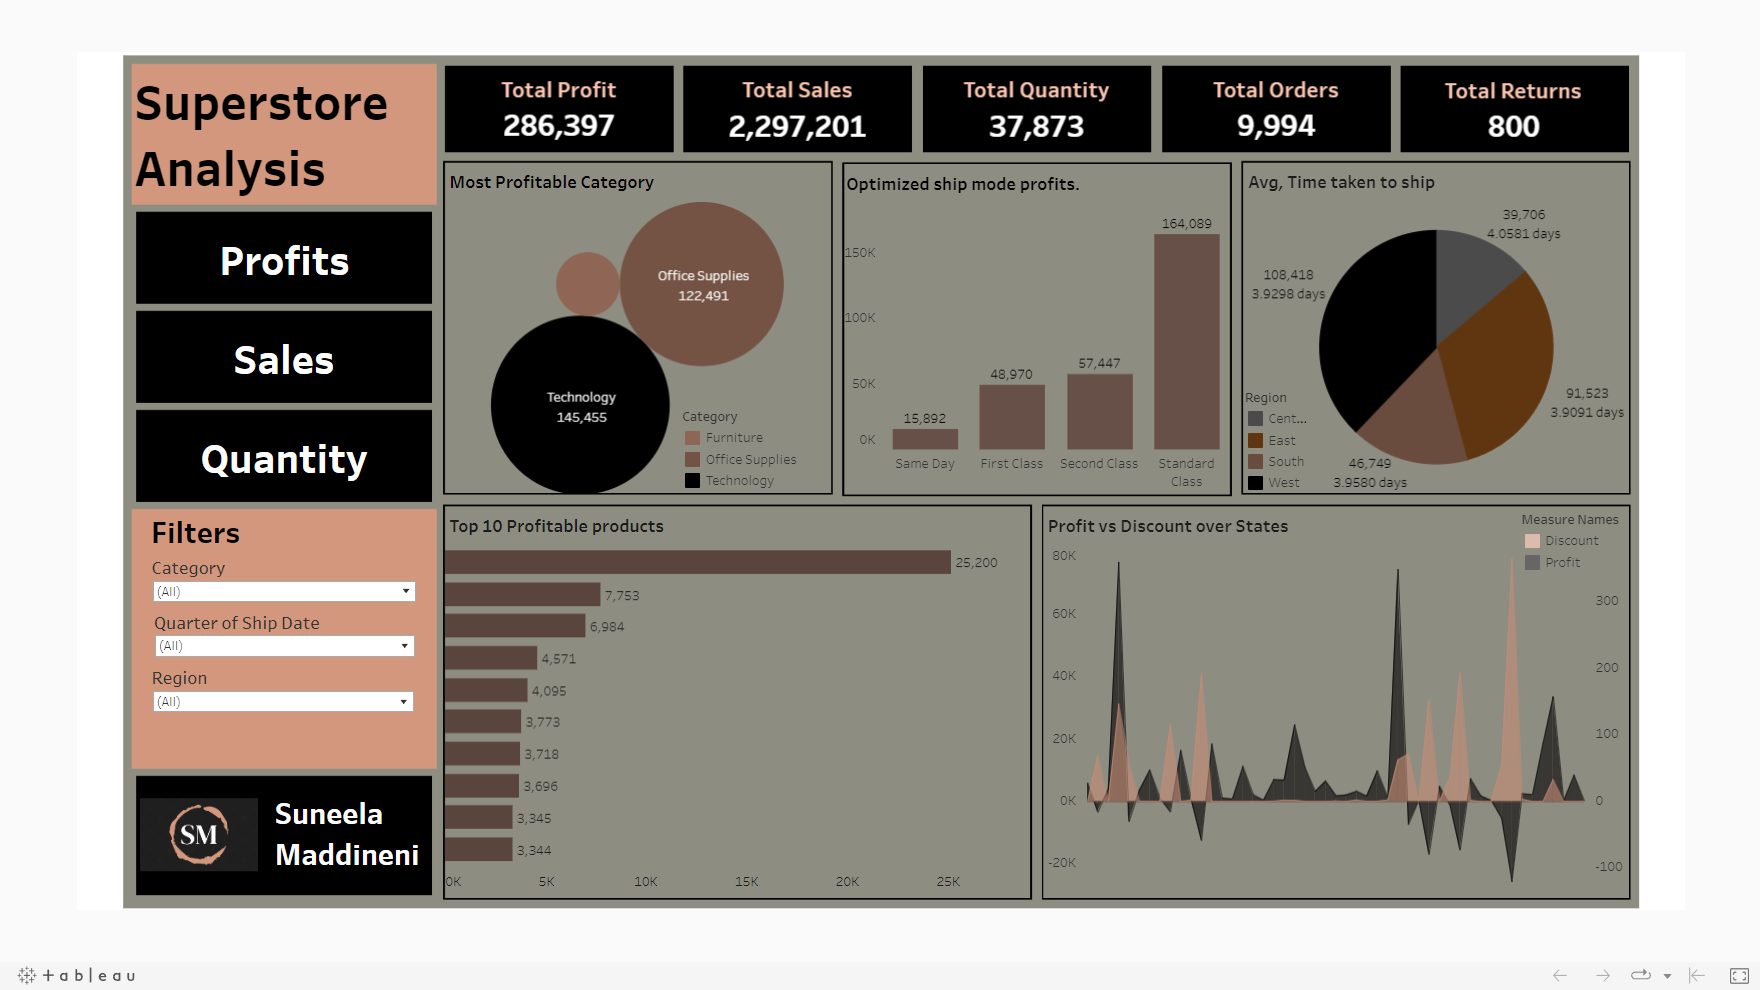 Superstore
Analysis
Total Profit
286,397
Total Sales
2,297,201
Total Quantity
37,873
Total Orders
9,994
Total Returns
800
Profits
Sales
Quantity
Most Profitable Category
Office Supplies
122,491
Technology
145,455
Category
Furniture
Office Supplies
Technology
Optimized ship mode profits.
150K
100K
50K
0K
15,892
48,970
57,447
164,089
Same Day
First Class
Second Class
Standard
Class
Avg, Time taken to ship
39,706
4.0581 days
108,418
3.9298 days
91,523
3.9091 days
46,749
3.9580 days
Region
Cent...
East
South
West
Filters
Category
(All)
Quarter of Ship Date
(All)
Region
(All)
SM
Suneela
Maddineni
Top 10 Profitable products
25,200
7,753
6,984
4,571
4,095
3,773
3,718
3,696
3,345
3,344
0K
5K
10K
15K
20K
25K
Profit vs Discount over States
Measure Names
Discount
Profit
80K
60K
40K
20K
0K
-20K
300
200
100
0
-100
+ableau